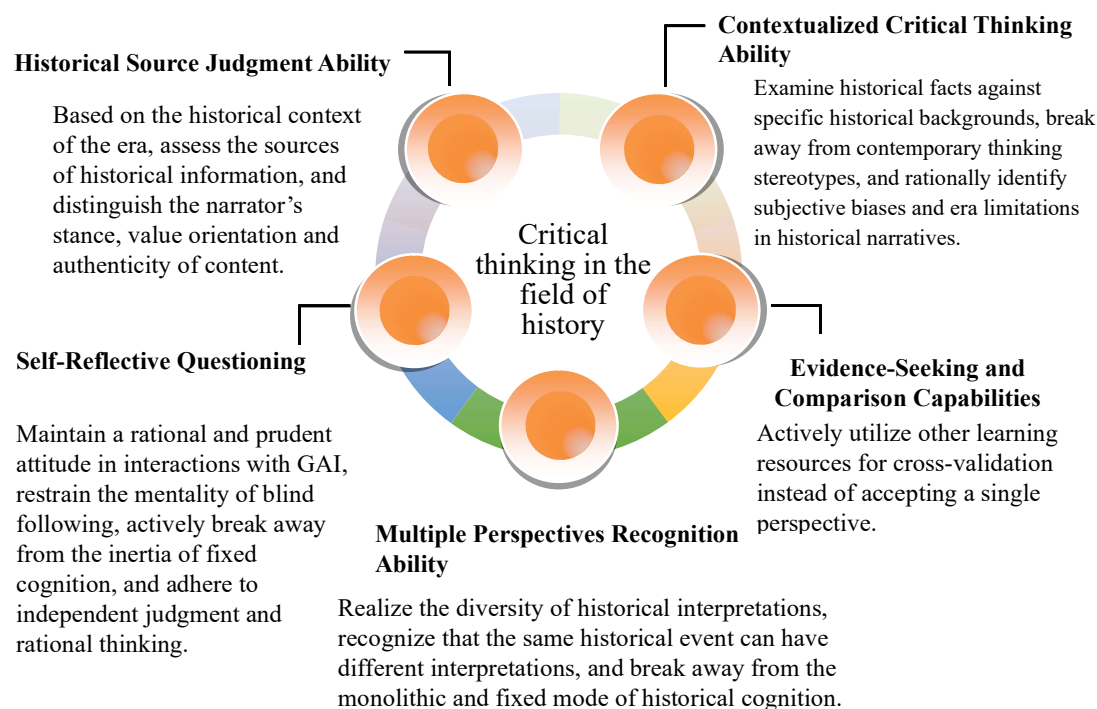 Historical Source Judgment Ability
Based on the historical context
of the era, assess the sources
of historical information, and
distinguish the narrator’s
stance, value orientation and
authenticity of content.
Contextualized Critical Thinking
Ability
Examine historical facts against
specific historical backgrounds, break
away from contemporary thinking
stereotypes, and rationally identify
subjective biases and era limitations
in historical narratives.
Critical
thinking in the
field of
history
Self-Reflective Questioning
Maintain a rational and prudent
attitude in interactions with GAI,
restrain the mentality of blind
following, actively break away
from the inertia of fixed
cognition, and adhere to
independent judgment and
rational thinking.
Evidence-Seeking and
Comparison Capabilities
Actively utilize other learning
resources for cross-validation
instead of accepting a single
perspective.
Multiple Perspectives Recognition
Ability
Realize the diversity of historical interpretations,
recognize that the same historical event can have
different interpretations, and break away from the
monolithic and fixed mode of historical cognition.